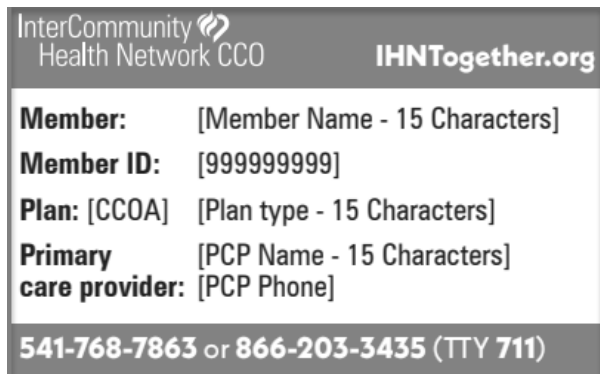 InterCommunity
Health Network CCO
IHNTogether.org
Member: [Member Name - 15 Characters]
Member ID: [999999999]
Plan: [CCOA] [Plan type - 15 Characters]
Primary [PCP Name - 15 Characters]
care provider: [PCP Phone]
541-768-7863 or 866-203-3435 (TTY 711)